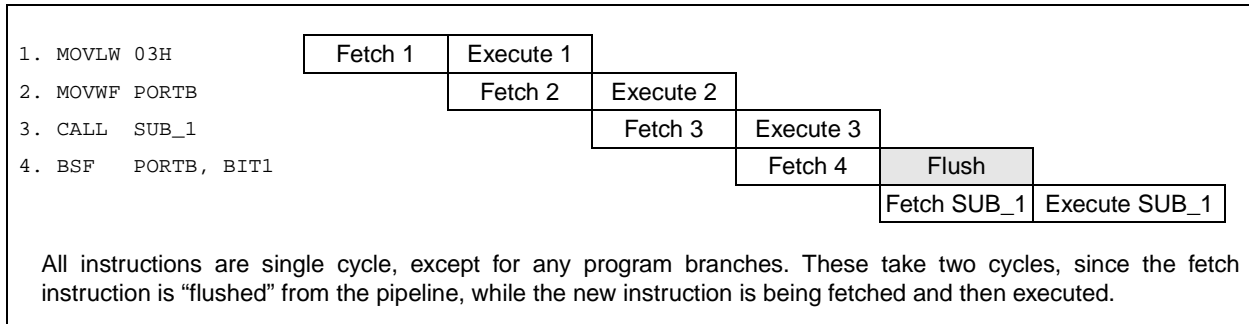 1. MOVLW 03H Fetch 1 Execute 1
2. MOVWF PORTB Fetch 2 Execute 2
3. CALL SUB_1 Fetch 3 Execute 3
4. BSF PORTB, BIT1 Fetch 4 Flush
Fetch SUB_1 Execute SUB_1
All instructions are single cycle, except for any program branches. These take two cycles, since the fetch
instruction is “flushed” from the pipeline, while the new instruction is being fetched and then executed.